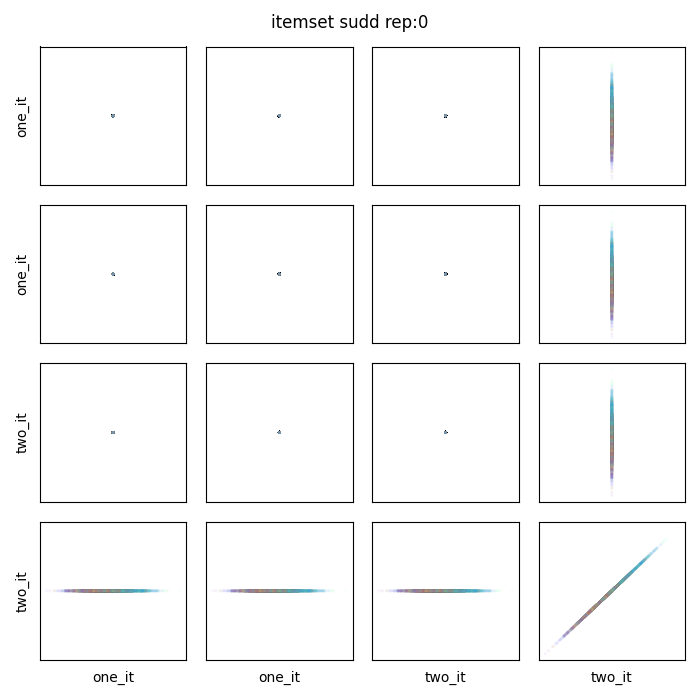 itemset sudd rep:0
one_it
one_it
two_it
two_it
one_it one_it two_it two_it